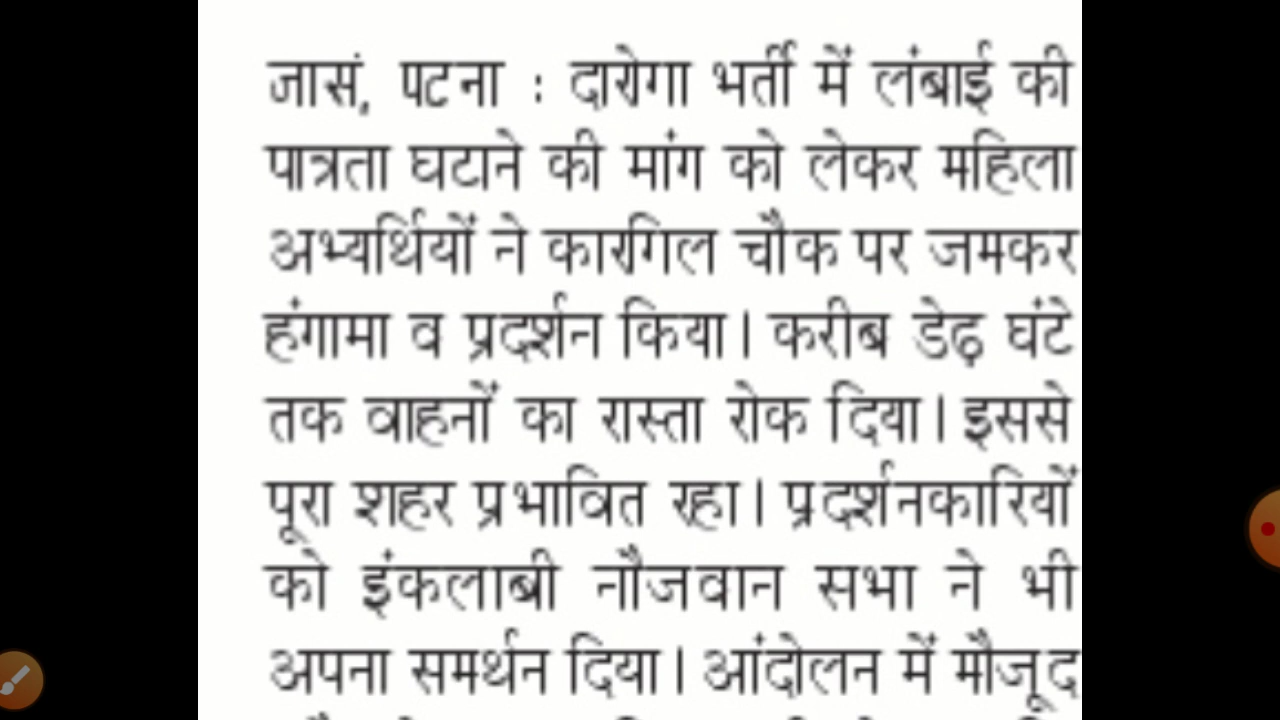 जासं, पटना : दारोगा भर्ती में लंबाई की
पात्रता घटाने की मांग को लेकर महिला
अभ्यर्थियों ने कारगिल चौक पर जमकर
हंगामा व प्रदर्शन किया। करीब डेढ़ घंटे
तक वाहनों का रास्ता रोक दिया। इससे
पूरा शहर प्रभावित रहा। प्रदर्शनकारियों
को इंकलाबी नौजवान सभा ने भी
अपना समर्थन दिया। आंदोलन में मौजूद